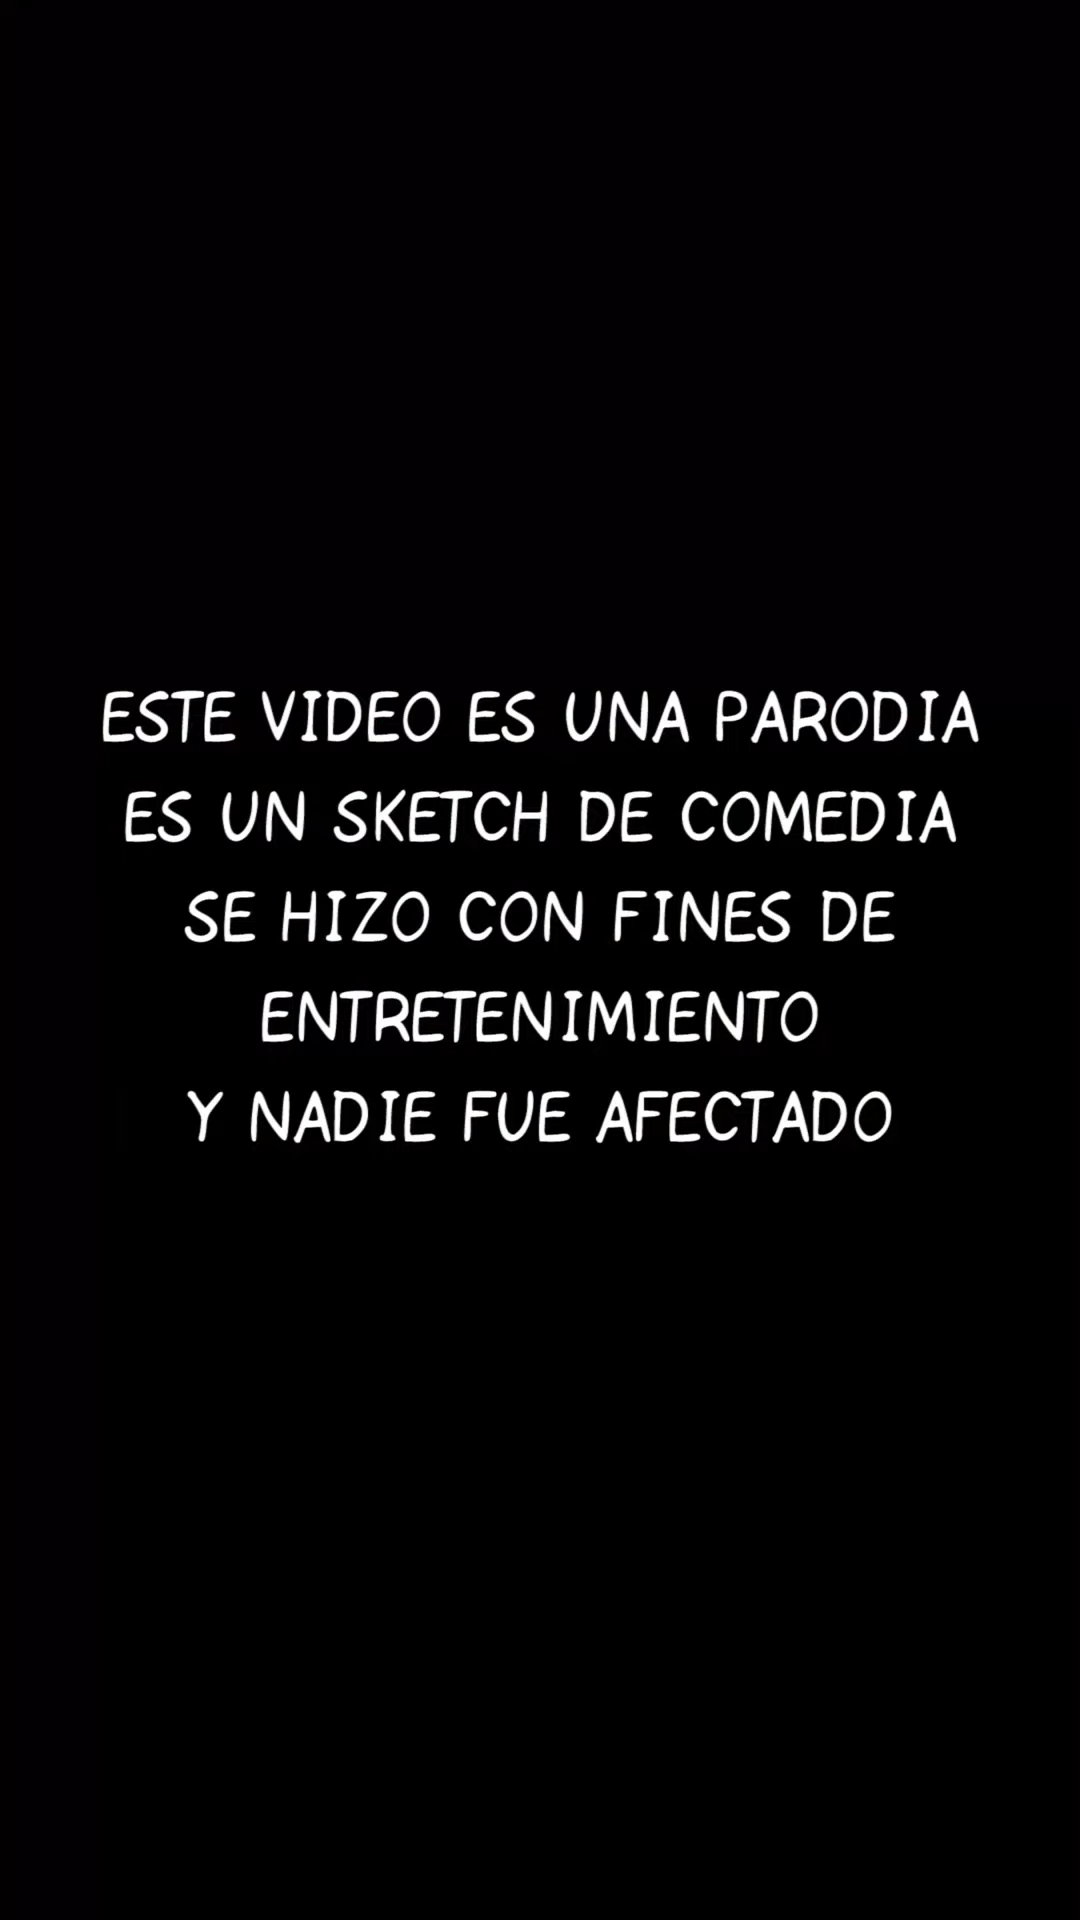 ESTE VIDEO ES UNA PARODIA
ES UN SKETCH DE COMEDIA
SE HIZO CON FINES DE
ENTRETENIMIENTO
Y NADIE FUE AFECTADO